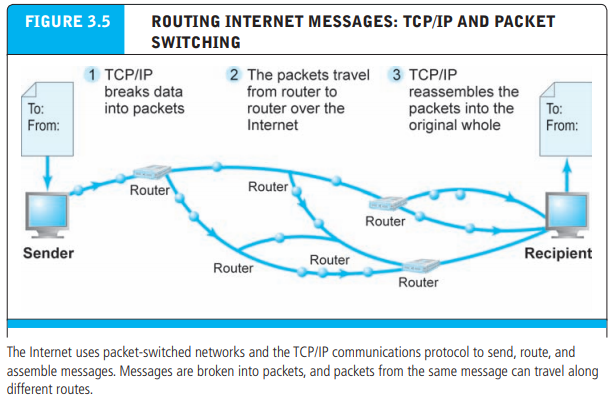 FIGURE 3.5
ROUTING INTERNET MESSAGES: TCP/IP AND PACKET
SWITCHING
1 TCP/IP
breaks data
into packets
2 The packets travel
from router to
router over the
Internet
3 TCP/IP
reassembles the
packets into the
original whole
To:
From:
To:
From:
Router
Router
Router
Sender
Router
Router
Router
Recipient
The Internet uses packet-switched networks and the TCP/IP communications protocol to send, route, and
assemble messages. Messages are broken into packets, and packets from the same message can travel along
different routes.